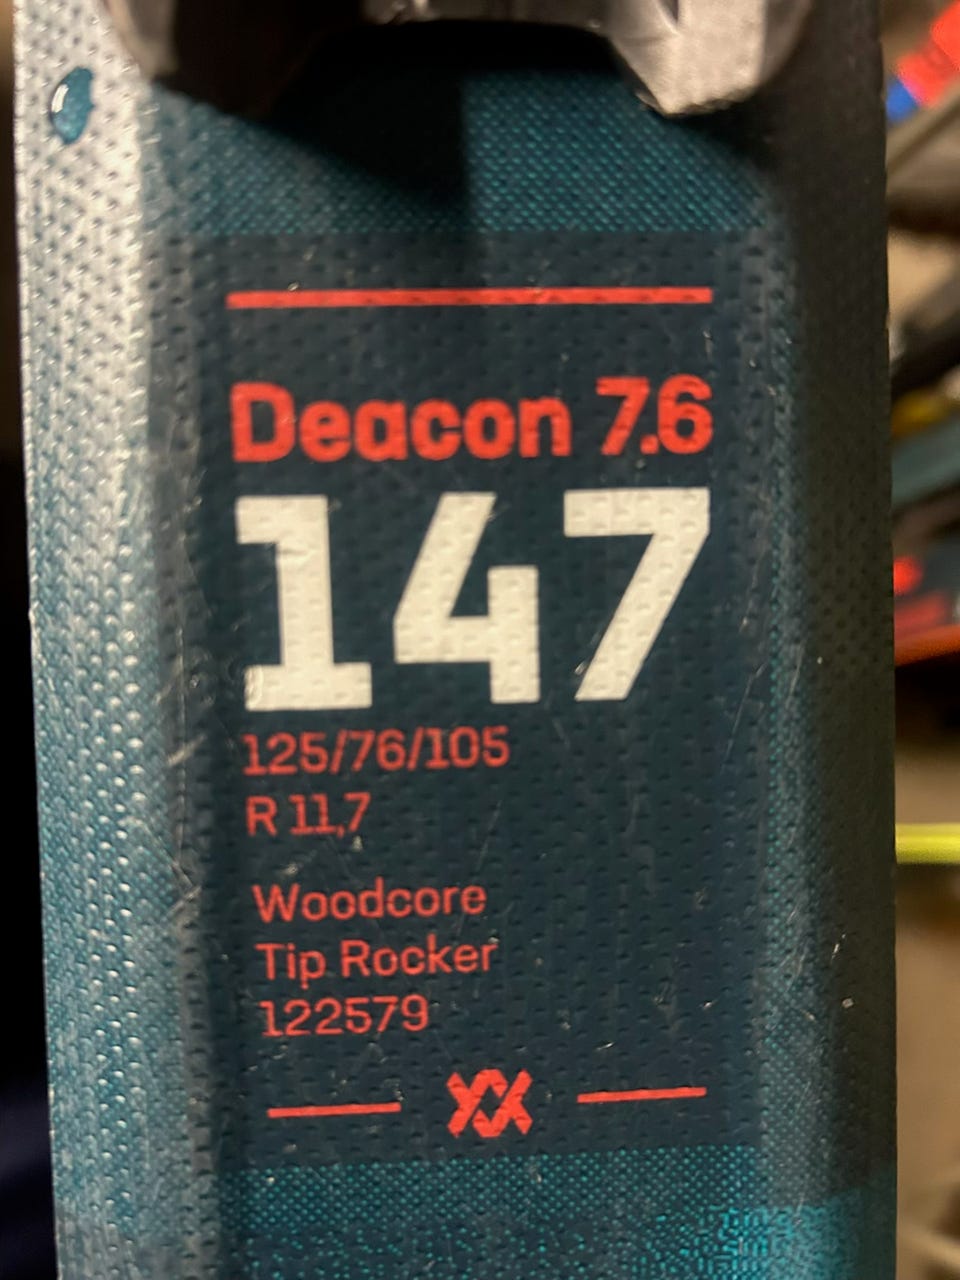 Deacon 7.6
147
125/76/105
R 11,7
Woodcore
Tip Rocker
122579